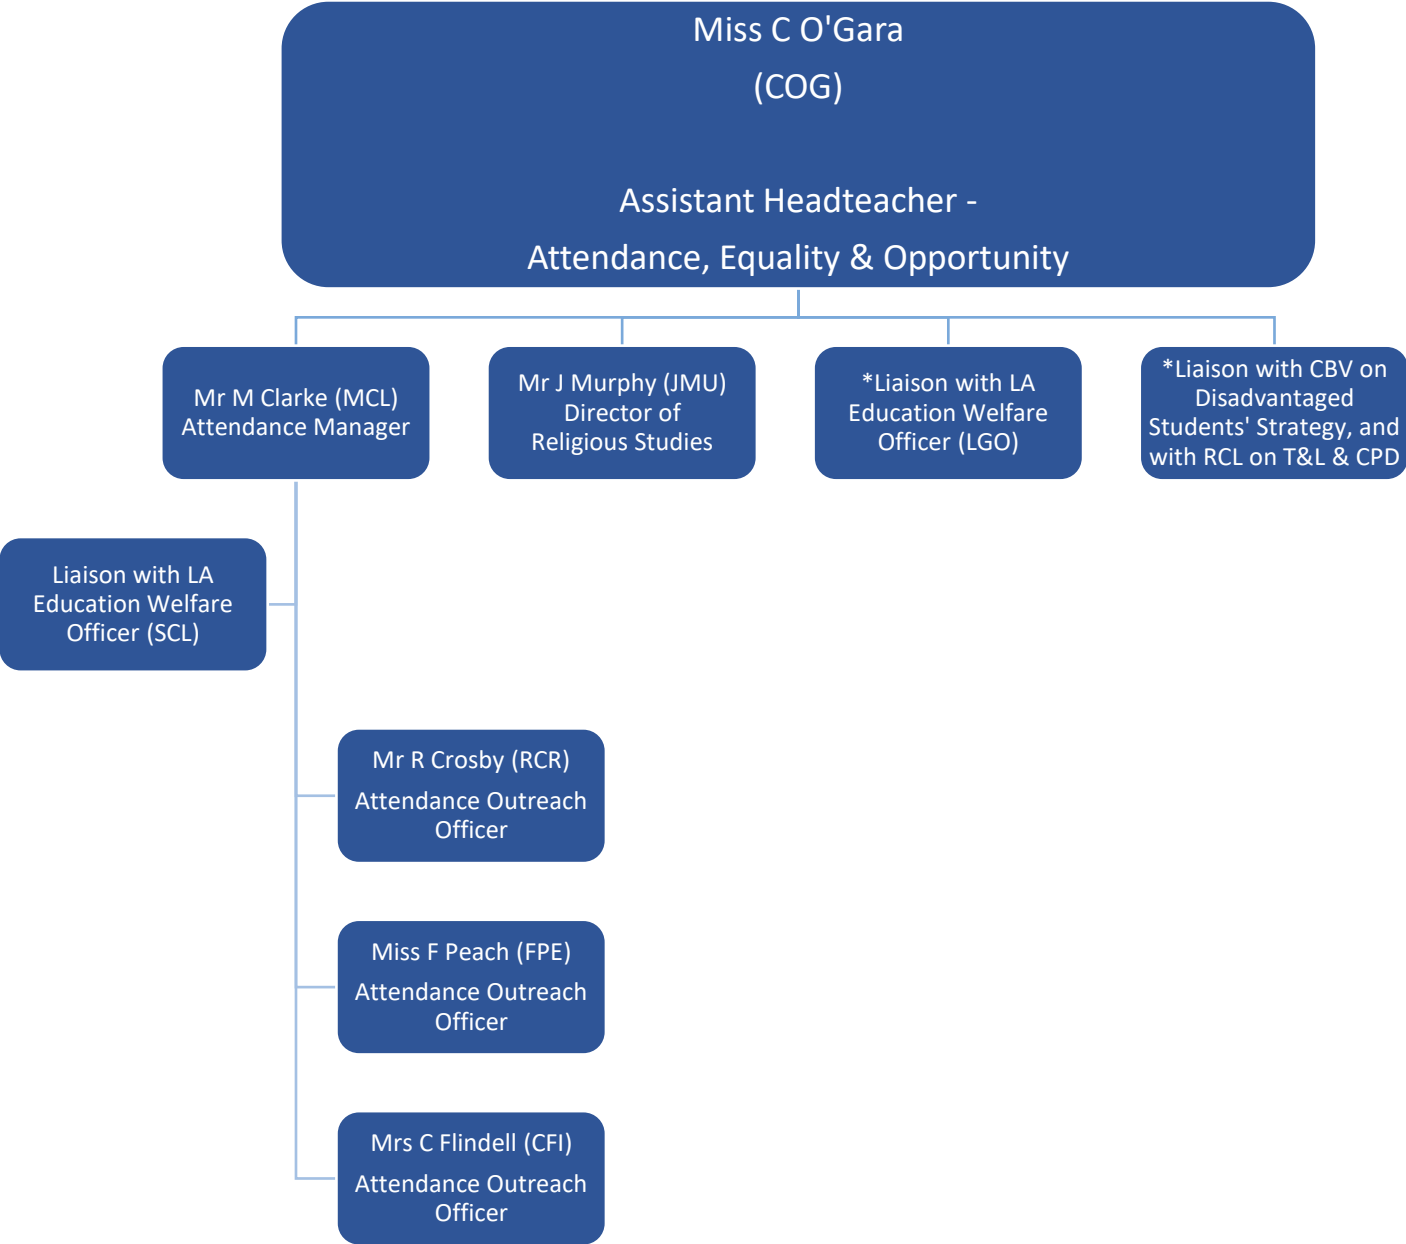 Miss C O'Gara
(COG)
Assistant Headteacher -
Attendance, Equality & Opportunity
Mr M Clarke (MCL)
Attendance Manager
Mr J Murphy (JMU)
Director of
Religious Studies
*Liaison with LA
Education Welfare
Officer (LGO)
*Liaison with CBV on
Disadvantaged
Students' Strategy, and
with RCL on T&L & CPD
Liaison with LA
Education Welfare
Officer (SCL)
Mr R Crosby (RCR)
Attendance Outreach
Officer
Miss F Peach (FPE)
Attendance Outreach
Officer
Mrs C Flindell (CFI)
Attendance Outreach
Officer